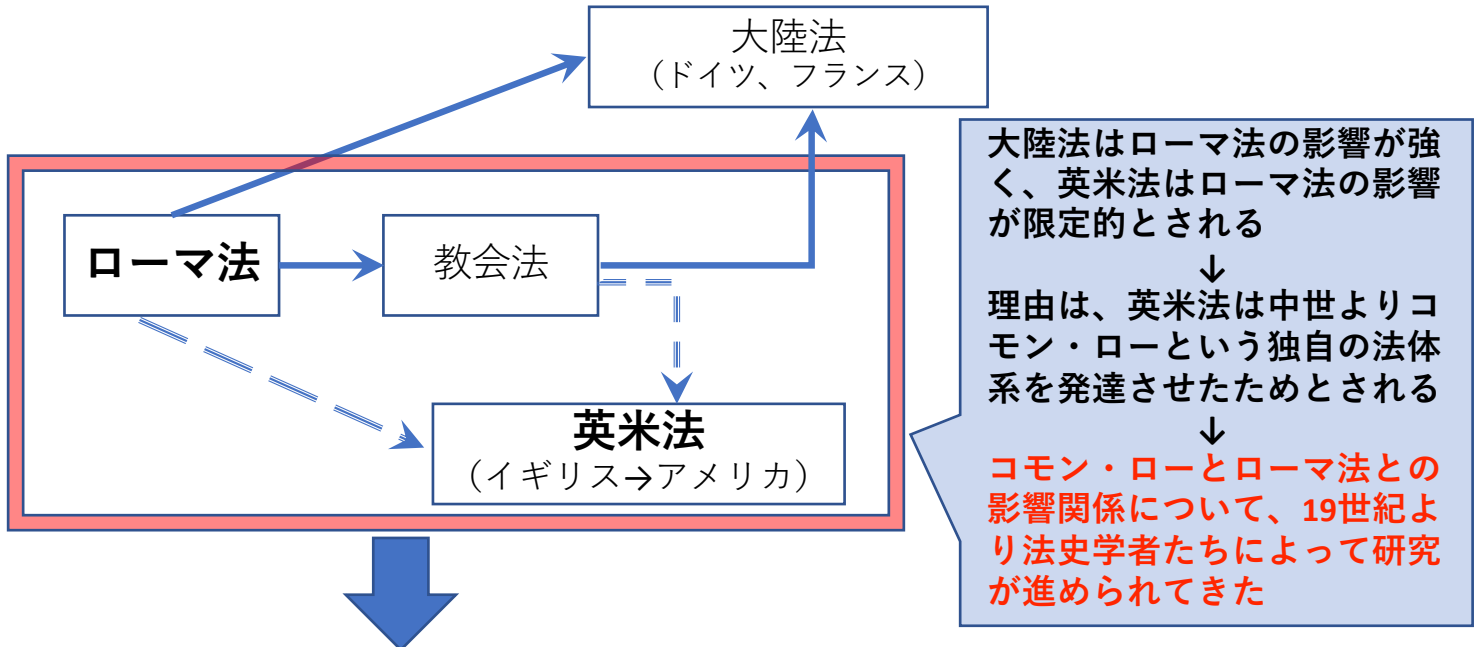 大陸法
（ドイツ、フランス）
ローマ法
教会法
英米法
（イギリス→アメリカ）
大陸法はローマ法の影響が強
く、英米法はローマ法の影響
が限定的とされる
↓
理由は、英米法は中世よりコ
モン・ローという独自の法体
系を発達させたためとされる
↓
コモン・ローとローマ法との
影響関係について、19世紀よ
り法史学者たちによって研究
が進められてきた